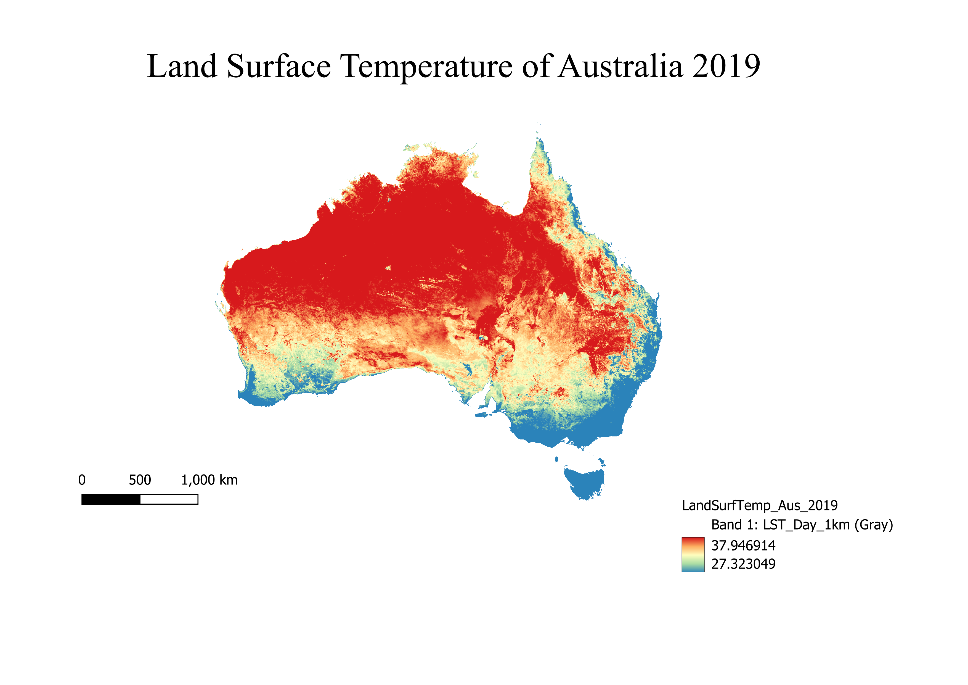 Land Surface Temperature of Australia 2019
0 500 1,000 km
LandSurfTemp_Aus_2019
Band 1: LST_Day_1km (Gray)
37.946914
27.323049